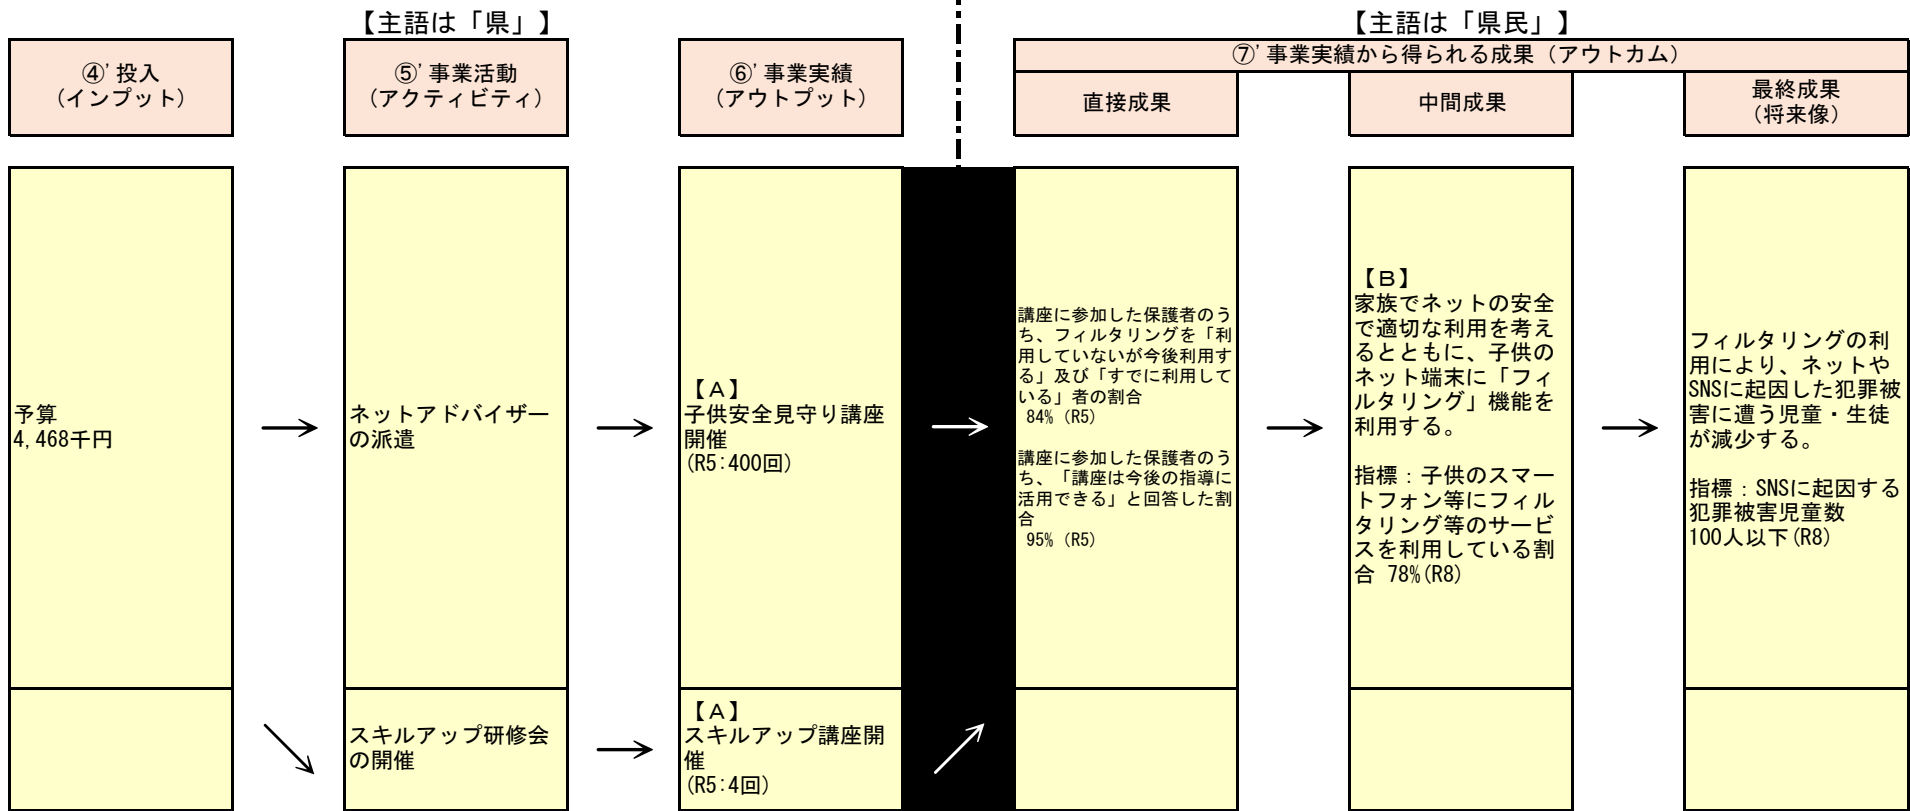 【主語は「県」】
【主語は「県民」】
④' 投入
（インプット）
⑤' 事業活動
（アクティビティ）
⑥' 事業実績
（アウトプット）
⑦' 事業実績から得られる成果（アウトカム）
直接成果
中間成果
最終成果
（将来像）
予算
4,468千円
ネットアドバイザー
の派遣
【Ａ】
子供安全見守り講座
開催
(R5:400回)
講座に参加した保護者のう
ち、フィルタリングを「利
用していないが今後利用す
る」及び「すでに利用して
いる」者の割合
84% (R5)
講座に参加した保護者のう
ち、「講座は今後の指導に
活用できる」と回答した割
合
95% (R5)
【Ｂ】
家族でネットの安全
で適切な利用を考え
るとともに、子供の
ネット端末に「フィ
ルタリング」機能を
利用する。
指標：子供のスマー
トフォン等にフィル
タリング等のサービ
スを利用している割
合 78%(R8)
フィルタリングの利
用により、ネットや
SNSに起因した犯罪被
害に遭う児童・生徒
が減少する。
指標：SNSに起因する
犯罪被害児童数
100人以下(R8)
スキルアップ研修会
の開催
【Ａ】
スキルアップ講座開
催
(R5:4回)